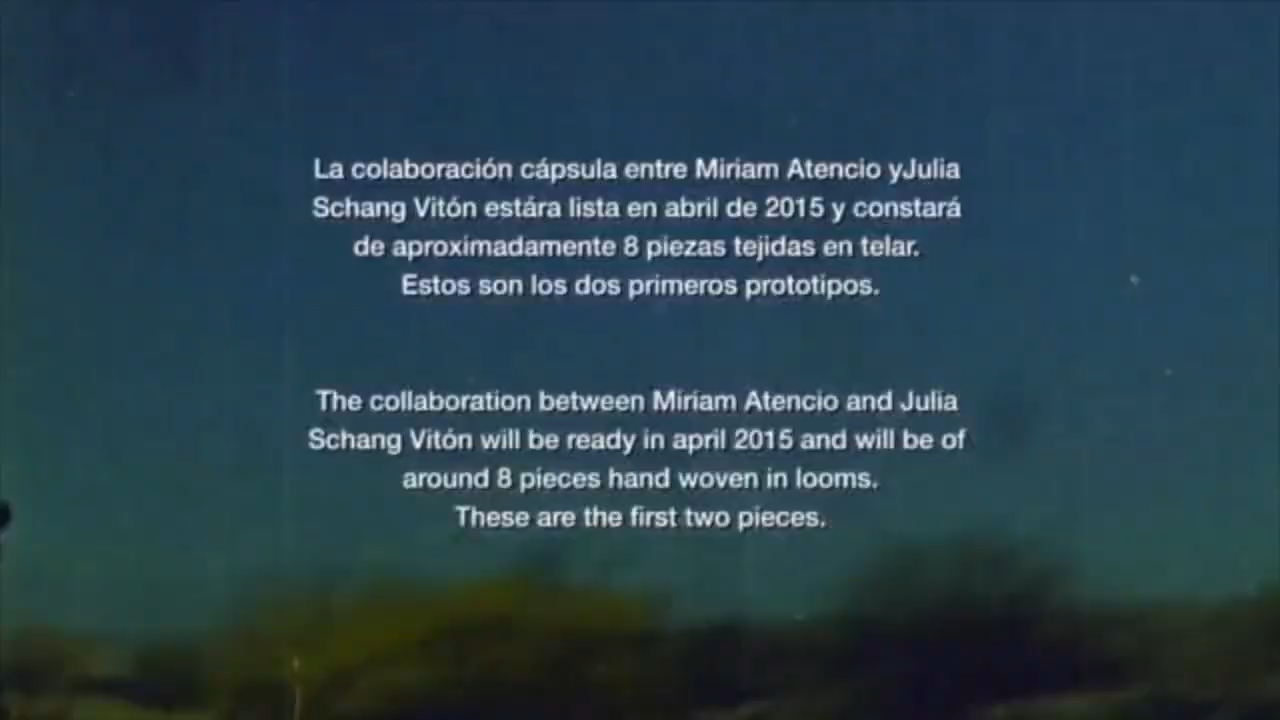 La colaboración cápsula entre Miriam Atencio yJulia
Schang Vitón estára lista en abril de 2015 y constará
de aproximadamente 8 piezas tejidas en telar.
Estos son los dos primeros prototipos.
The collaboration between Miriam Atencio and Julia
Schang Vitón will be ready in april 2015 and will be of
around 8 pieces hand woven in looms.
These are the first two pieces.